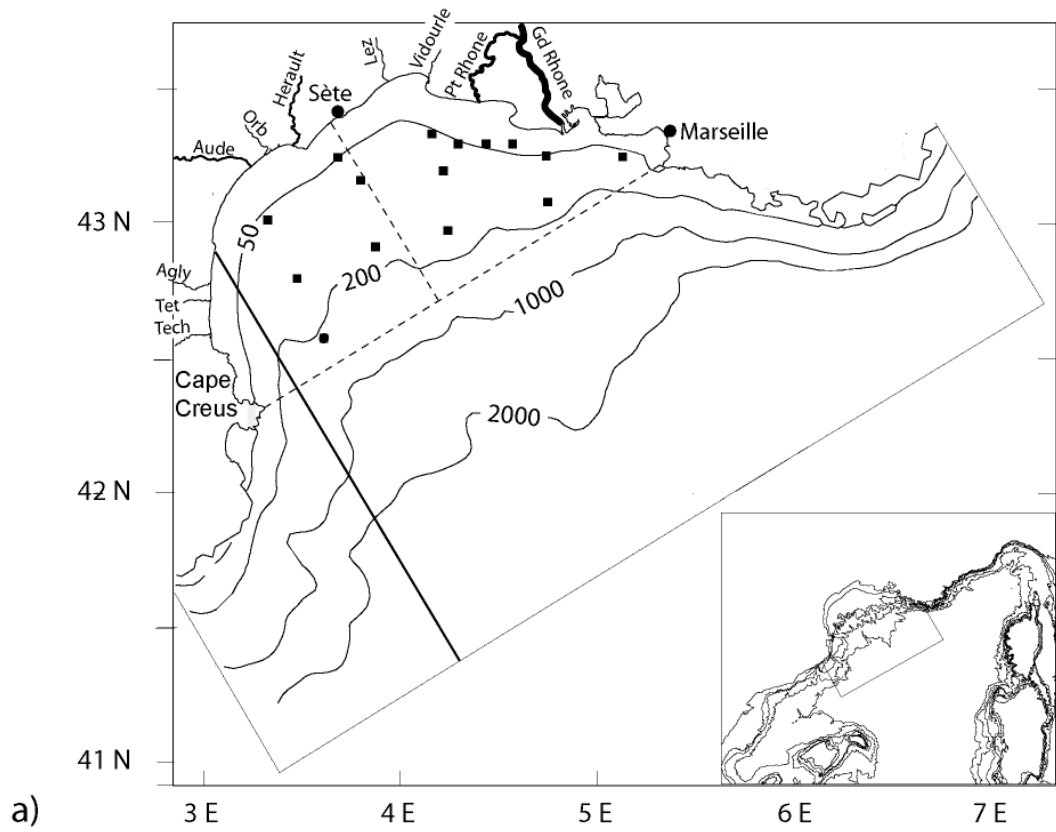 Lez
Vidourle
Pt Rhone
Gd Rhone
Herault
Sète
Orb
Marseille
Aude
43 N
50
Agly
200
1000
Tet
Tech
Cape
Creus
2000
42 N
41 N
a)
3 E
4 E
5 E
6 E
7 E